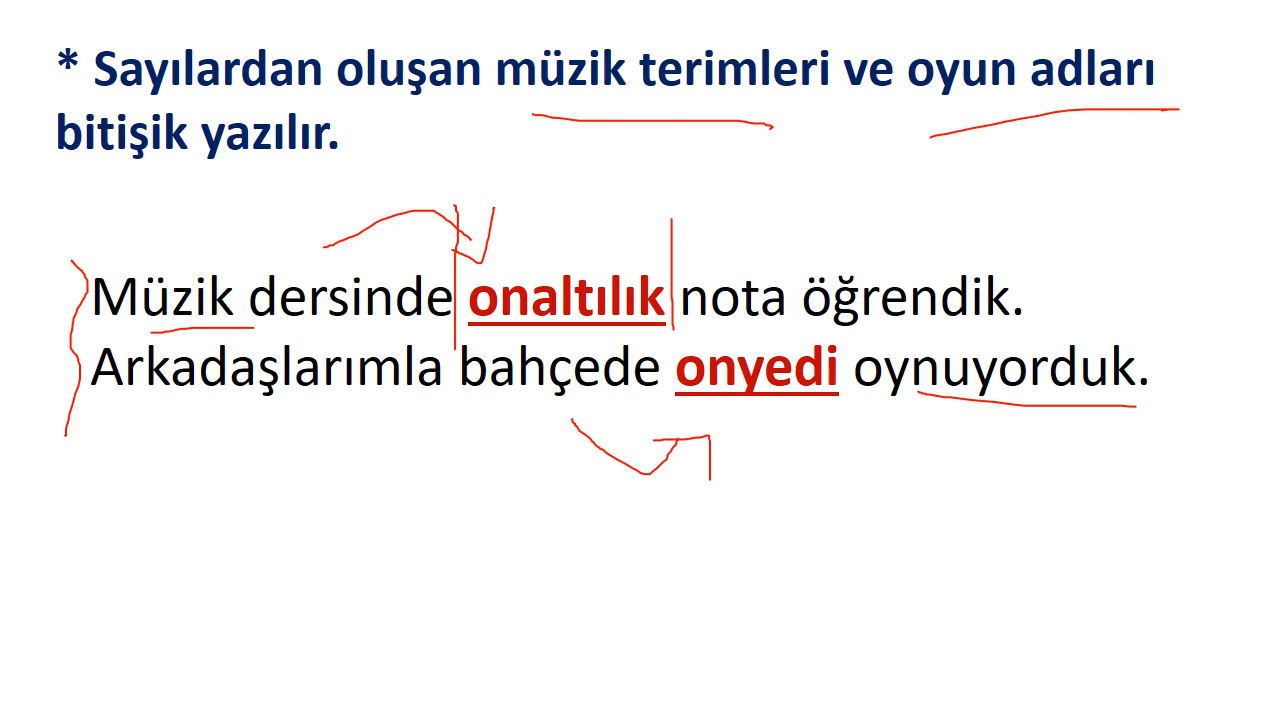 * Sayılardan oluşan müzik terimleri ve oyun adları
bitişik yazılır.
Müzik dersinde onaltılık nota öğrendik.
Arkadaşlarımla bahçede onyedi oynuyorduk.